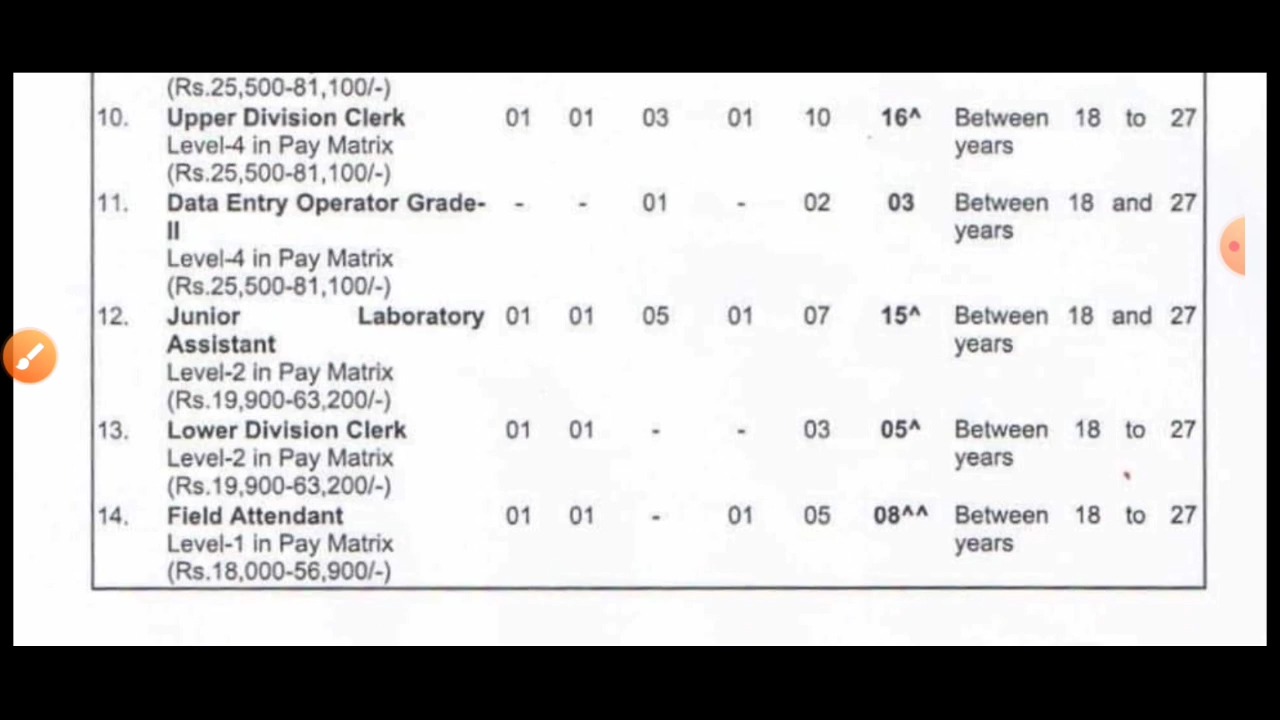 (Rs.25,500-81,100/-)
10. Upper Division Clerk 01 01 03 01 10 16^ Between 18 to 27
Level-4 in Pay Matrix years
(Rs.25,500-81,100/-)
11. Data Entry Operator Grade- - - 01 - 02 03 Between 18 and 27
II years
Level-4 in Pay Matrix
(Rs.25,500-81,100/-)
12. Junior Laboratory 01 01 05 01 07 15^ Between 18 and 27
Assistant years
Level-2 in Pay Matrix
(Rs.19,900-63,200/-)
13. Lower Division Clerk 01 01 - - 03 05^ Between 18 to 27
Level-2 in Pay Matrix years
(Rs.19,900-63,200/-)
14. Field Attendant 01 01 - 01 05 08^^ Between 18 to 27
Level-1 in Pay Matrix years
(Rs.18,000-56,900/-)